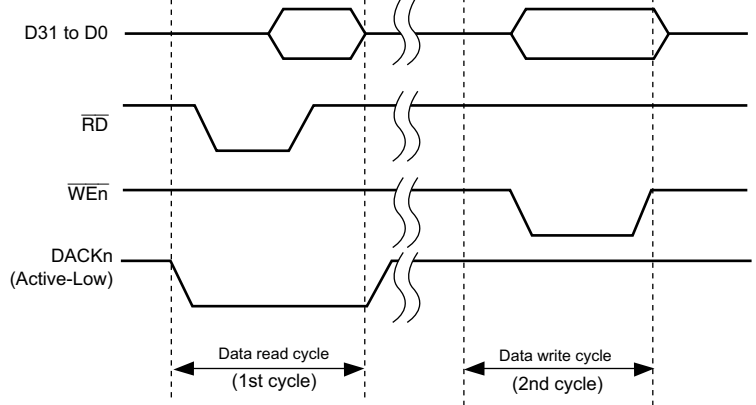 D31 to D0
RD
WEn
DACKn
(Active-Low)
Data read cycle
(1st cycle)
Data write cycle
(2nd cycle)